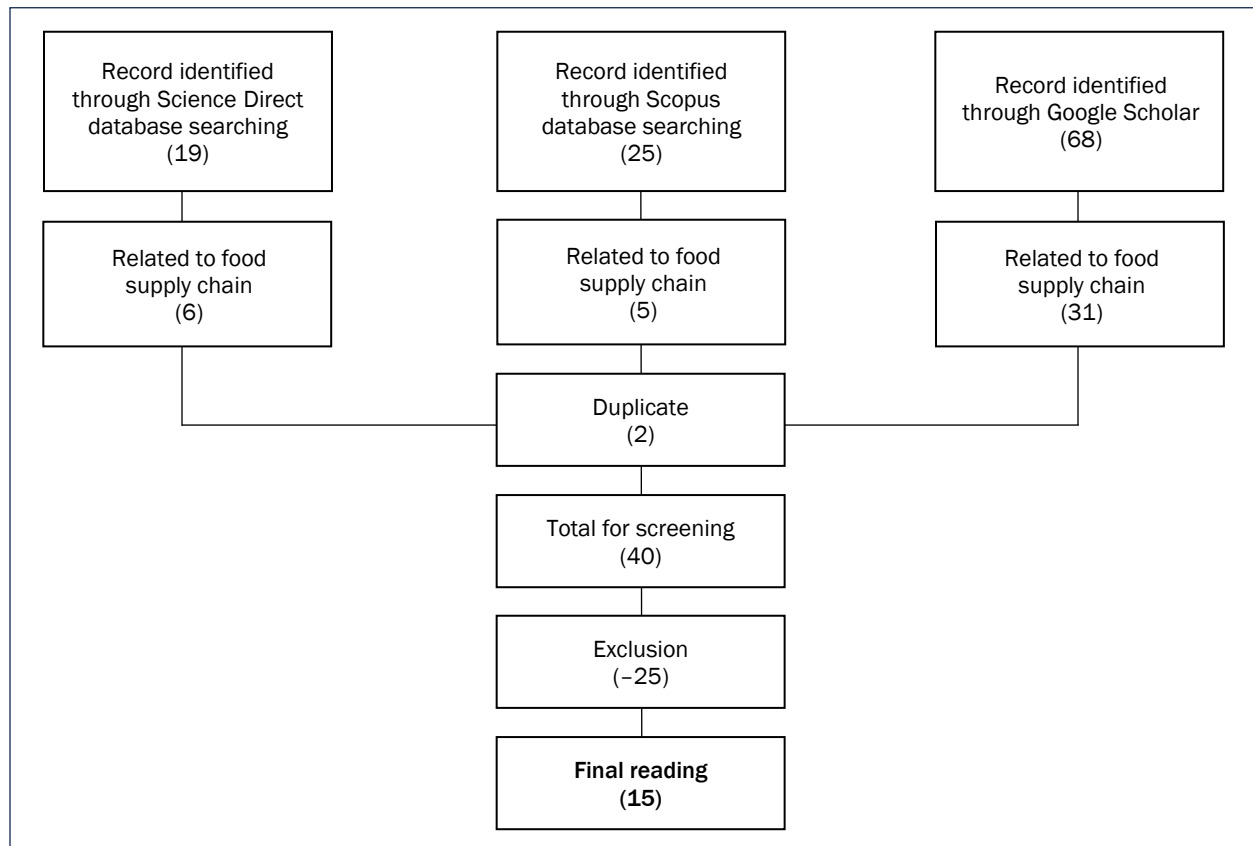 Record identified
through Science Direct
database searching
(19)
Record identified
through Scopus
database searching
(25)
Record identified
through Google Scholar
(68)
Related to food
supply chain
(6)
Related to food
supply chain
(5)
Related to food
supply chain
(31)
Duplicate
(2)
Total for screening
(40)
Exclusion
(–25)
Final reading
(15)